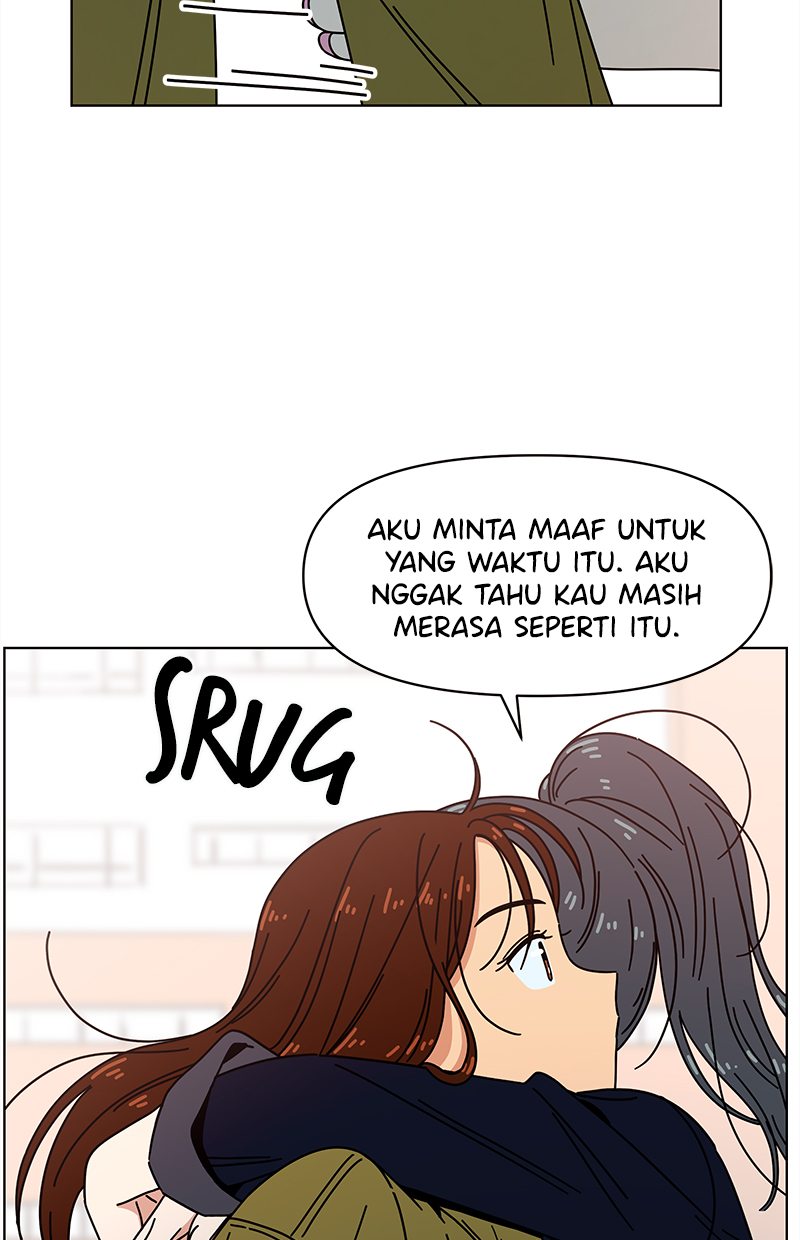 AKU MINTA MAAF UNTUK
YANG WAKTU ITU. AKU
NGGAK TAHU KAU MASIH
MERASA SEPERTI ITU.
SRUG